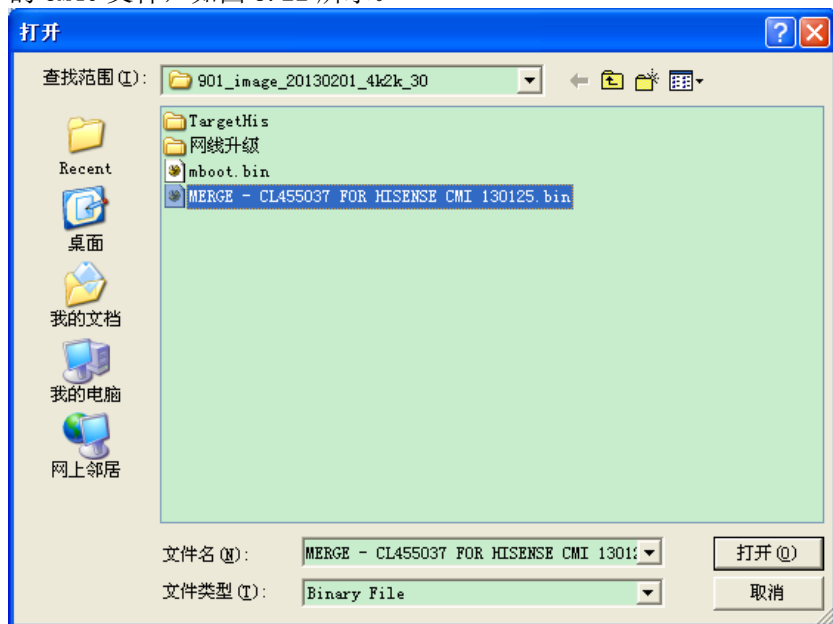 打开
查找范围(I):
901_image_20130201_4k2k_30
TargetHis
网线升级
mboot.bin
MERGE - CL455037 FOR HISENSE CMI 130125.bin
Recent
桌面
我的文档
我的电脑
网上邻居
文件名(N):
MERGE - CL455037 FOR HISENSE CMI 1301
打开(O)
文件类型(T):
Binary File
取消